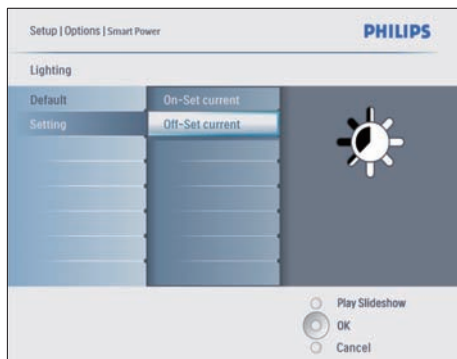 Setup | Options | Smart Power
PHILIPS
Lighting
Default
On-Set current
Setting
Off-Set current
Play Slideshow
OK
Cancel